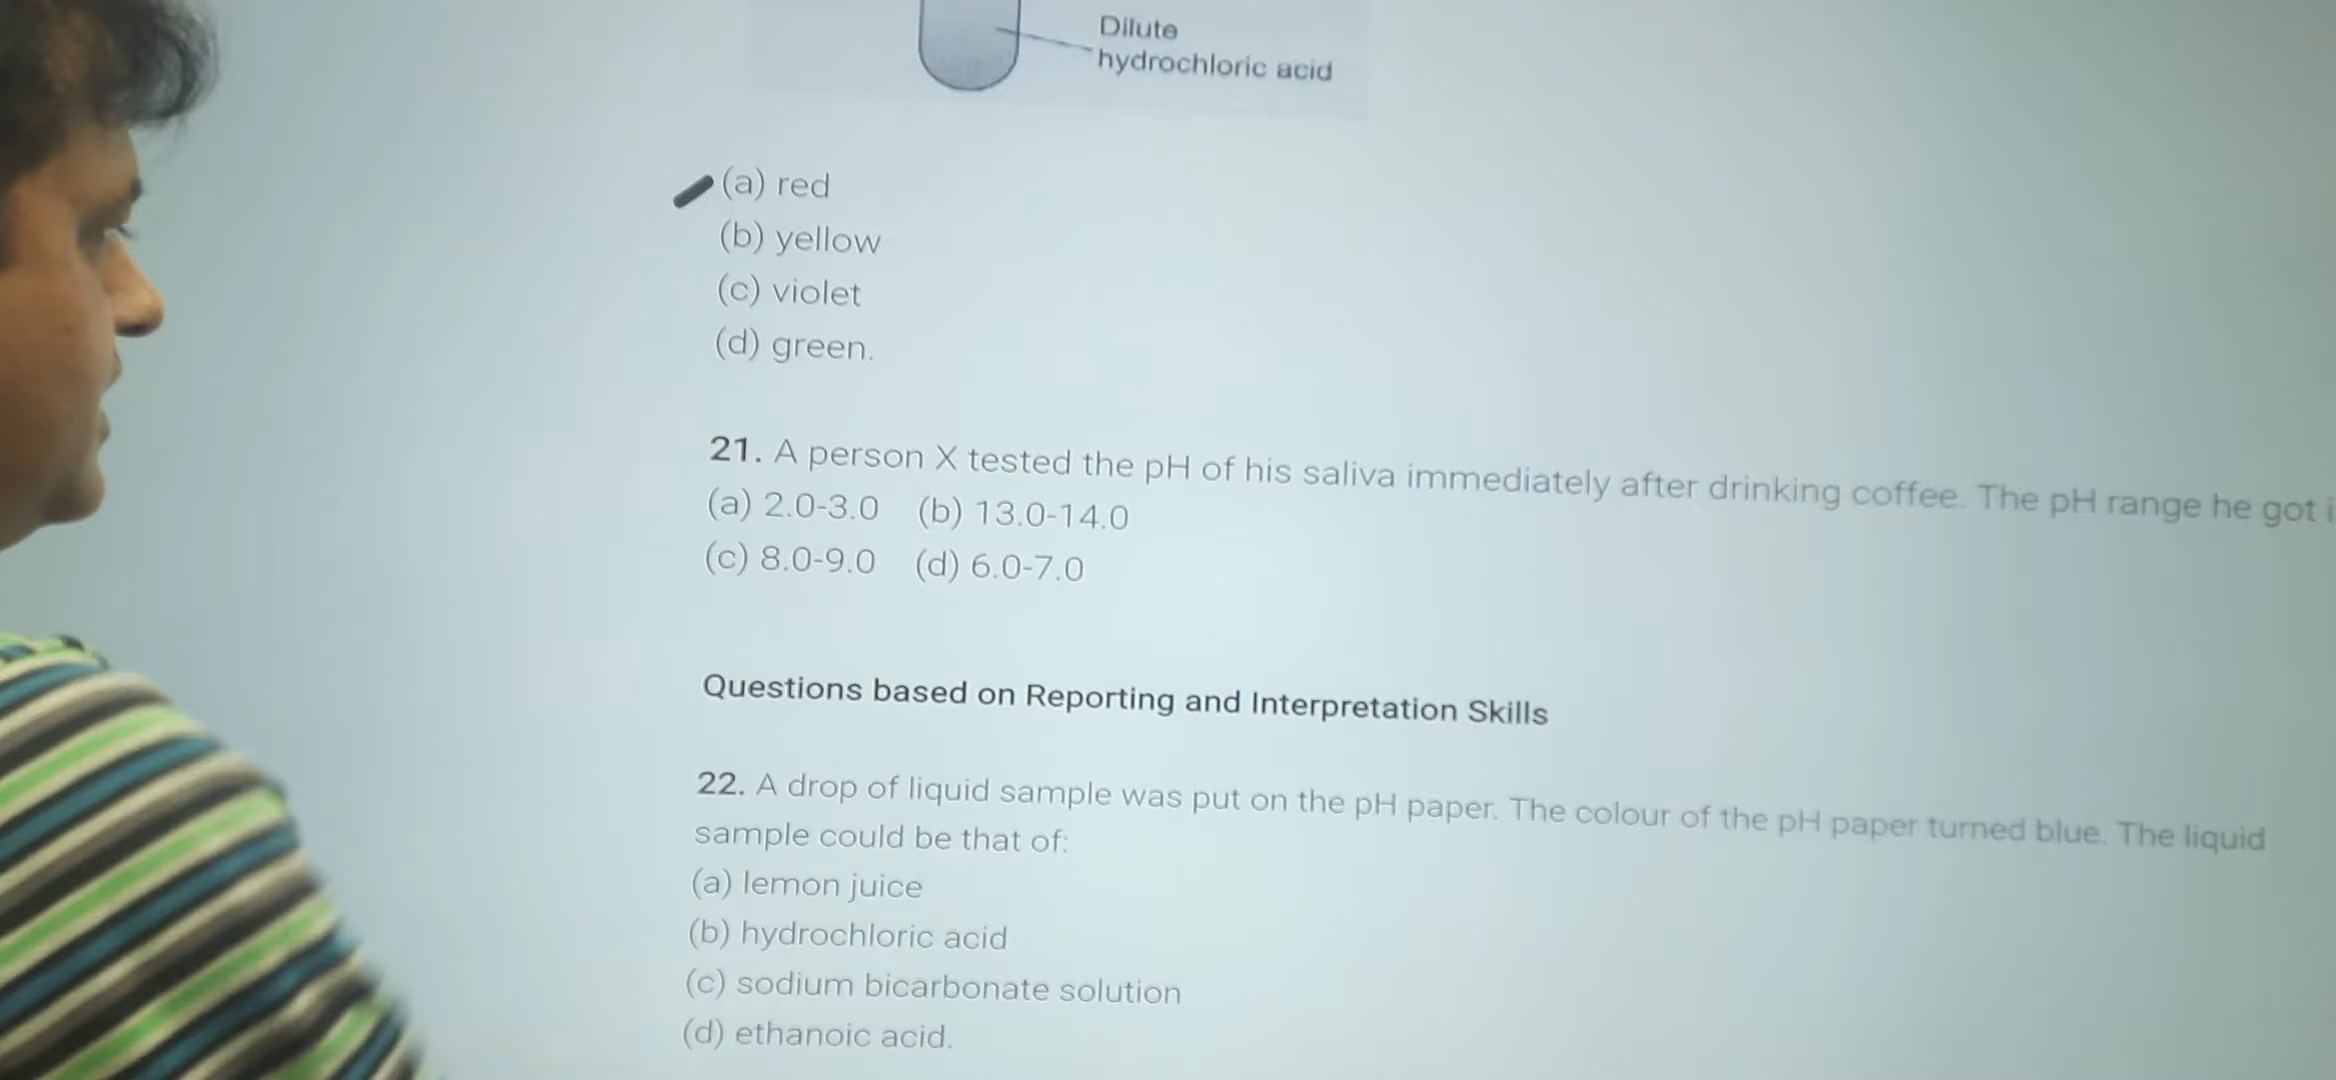 Dilute
hydrochloric acid
(a) red
(b) yellow
(c) violet
(d) green.
21. A person X tested the pH of his saliva immediately after drinking coffee. The pH range he got i
(a) 2.0-3.0 (b) 13.0-14.0
(c) 8.0-9.0 (d) 6.0-7.0
Questions based on Reporting and Interpretation Skills
22. A drop of liquid sample was put on the pH paper. The colour of the pH paper turned blue. The liquid
sample could be that of:
(a) lemon juice
(b) hydrochloric acid
(c) sodium bicarbonate solution
(d) ethanoic acid.